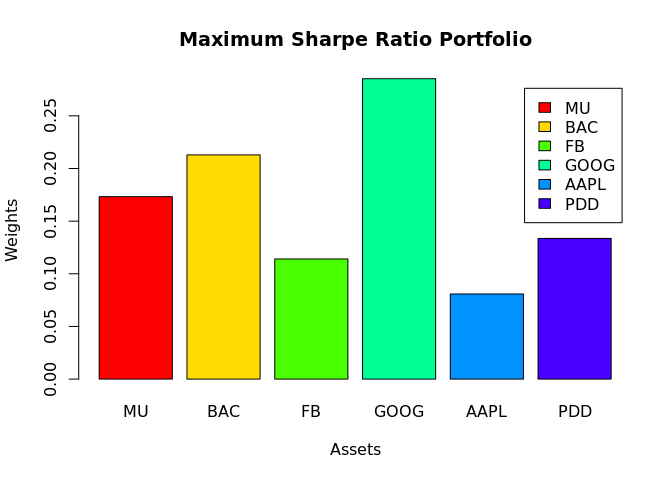 Maximum Sharpe Ratio Portfolio
Weights
0.25
0.20
0.15
0.10
0.05
0.00
MU
BAC
FB
GOOG
AAPL
PDD
MU BAC FB GOOG AAPL PDD
Assets